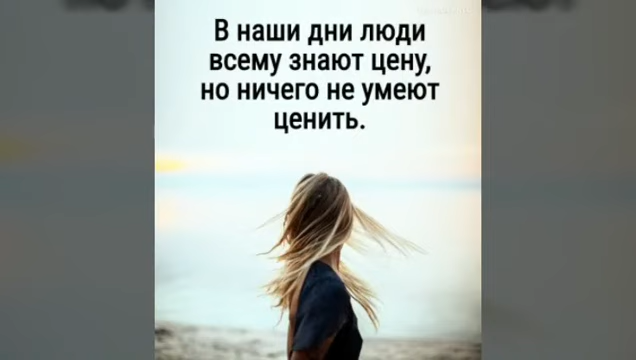 В наши дни люди
всему знают цену,
но ничего не умеют
ценить.